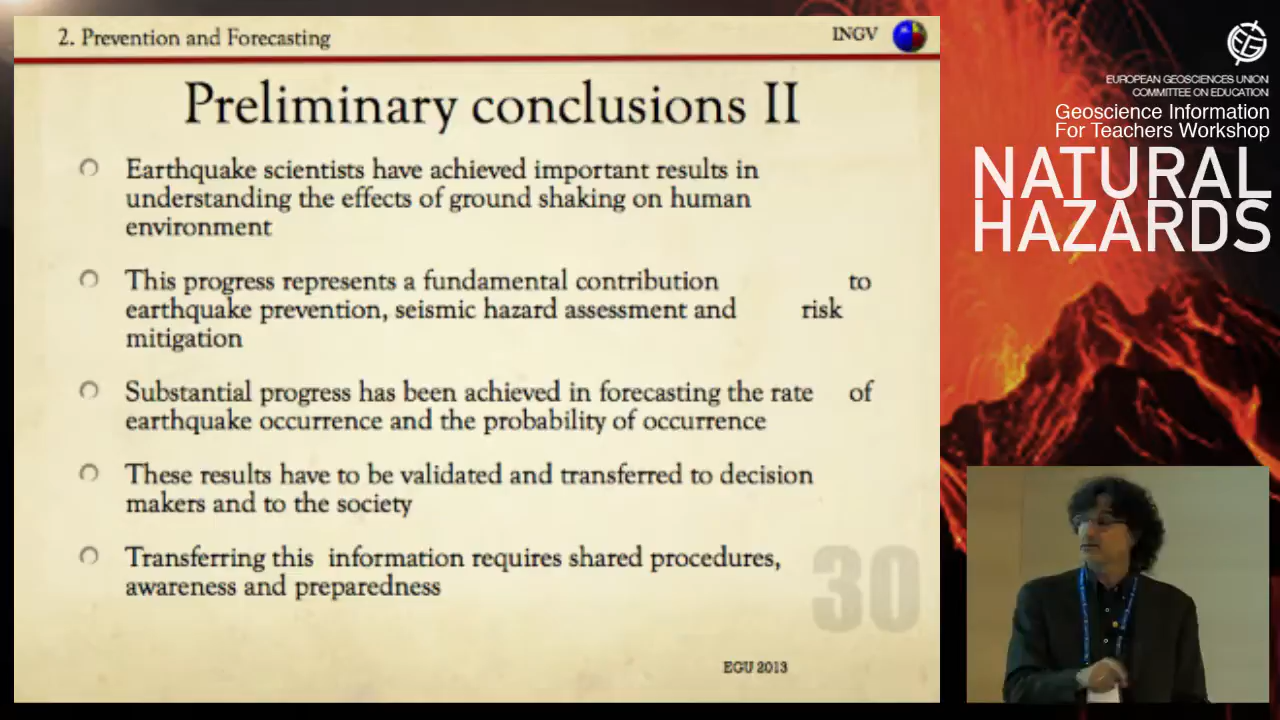 2. Prevention and Forecasting
INGV
Preliminary conclusions II
Earthquake scientists have achieved important results in
understanding the effects of ground shaking on human
environment
This progress represents a fundamental contribution to
earthquake prevention, seismic hazard assessment and risk
mitigation
Substantial progress has been achieved in forecasting the rate of
earthquake occurrence and the probability of occurrence
These results have to be validated and transferred to decision
makers and to the society
Transferring this information requires shared procedures,
awareness and preparedness
30
EGU 2013
EGU
EUROPEAN GEOSCIENCES UNION
COMMITTEE ON EDUCATION
Geoscience Information
For Teachers Workshop
NATURAL
HAZARDS